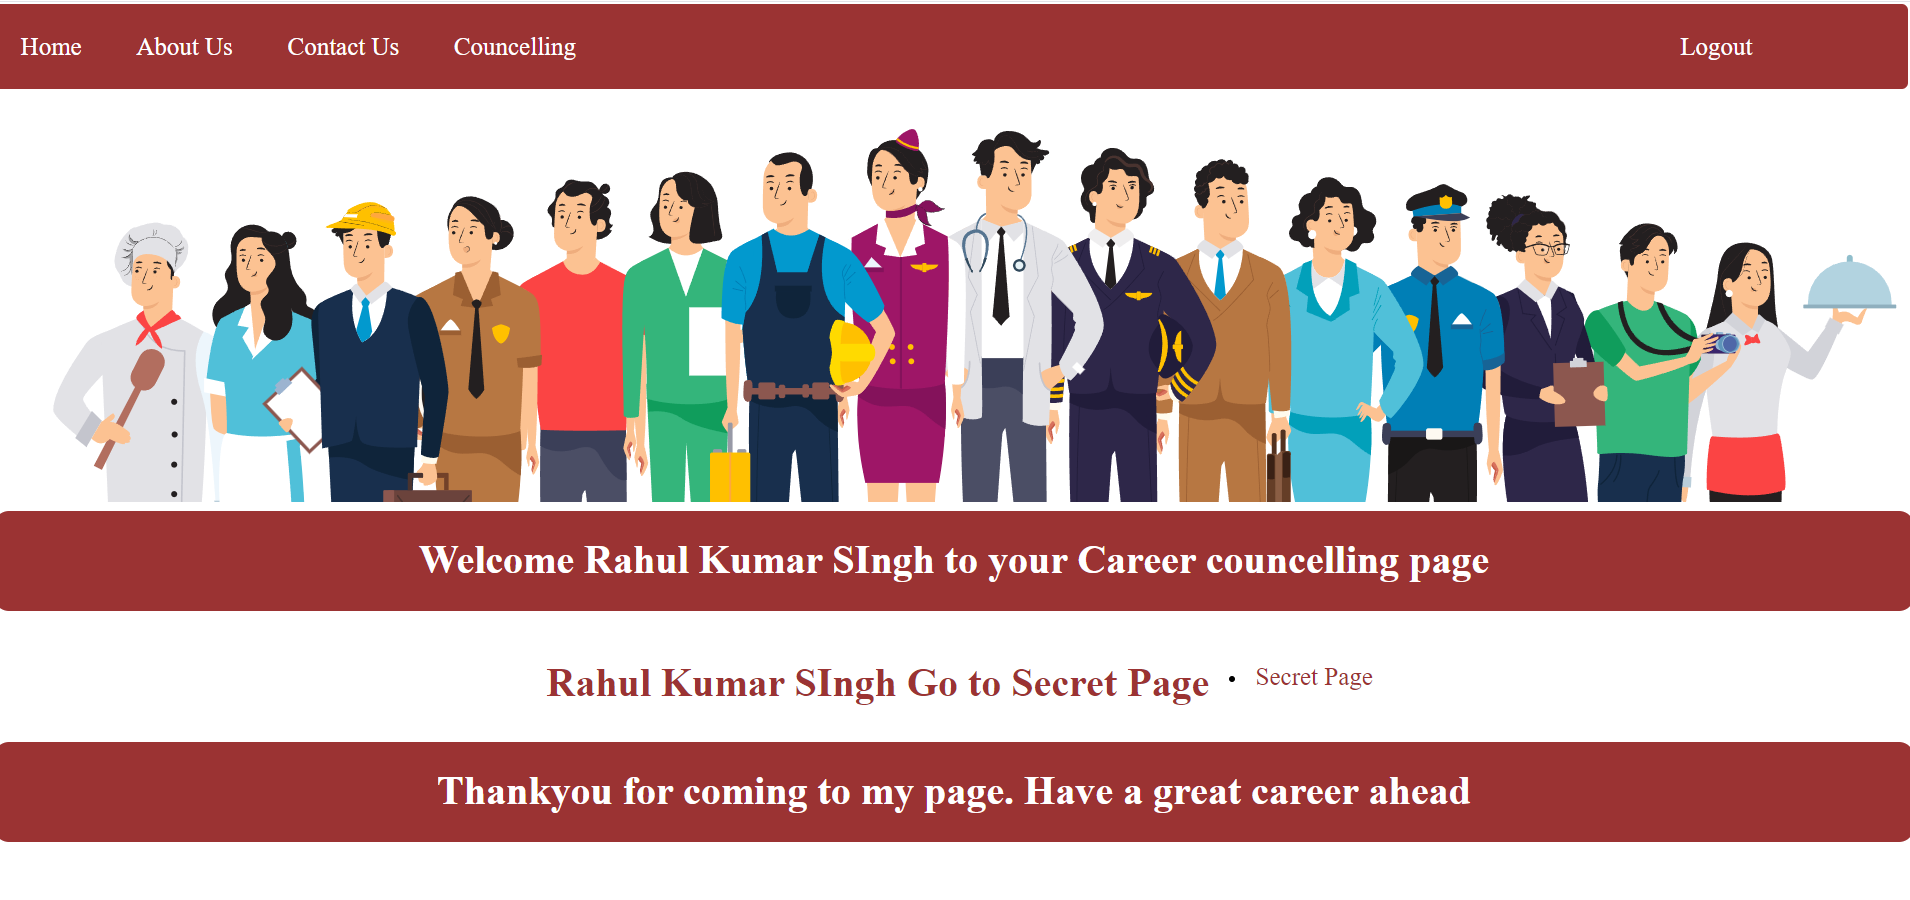 Home About Us Contact Us Councelling Logout
Welcome Rahul Kumar SIngh to your Career councelling page
Rahul Kumar SIngh Go to Secret Page • Secret Page
Thankyou for coming to my page. Have a great career ahead